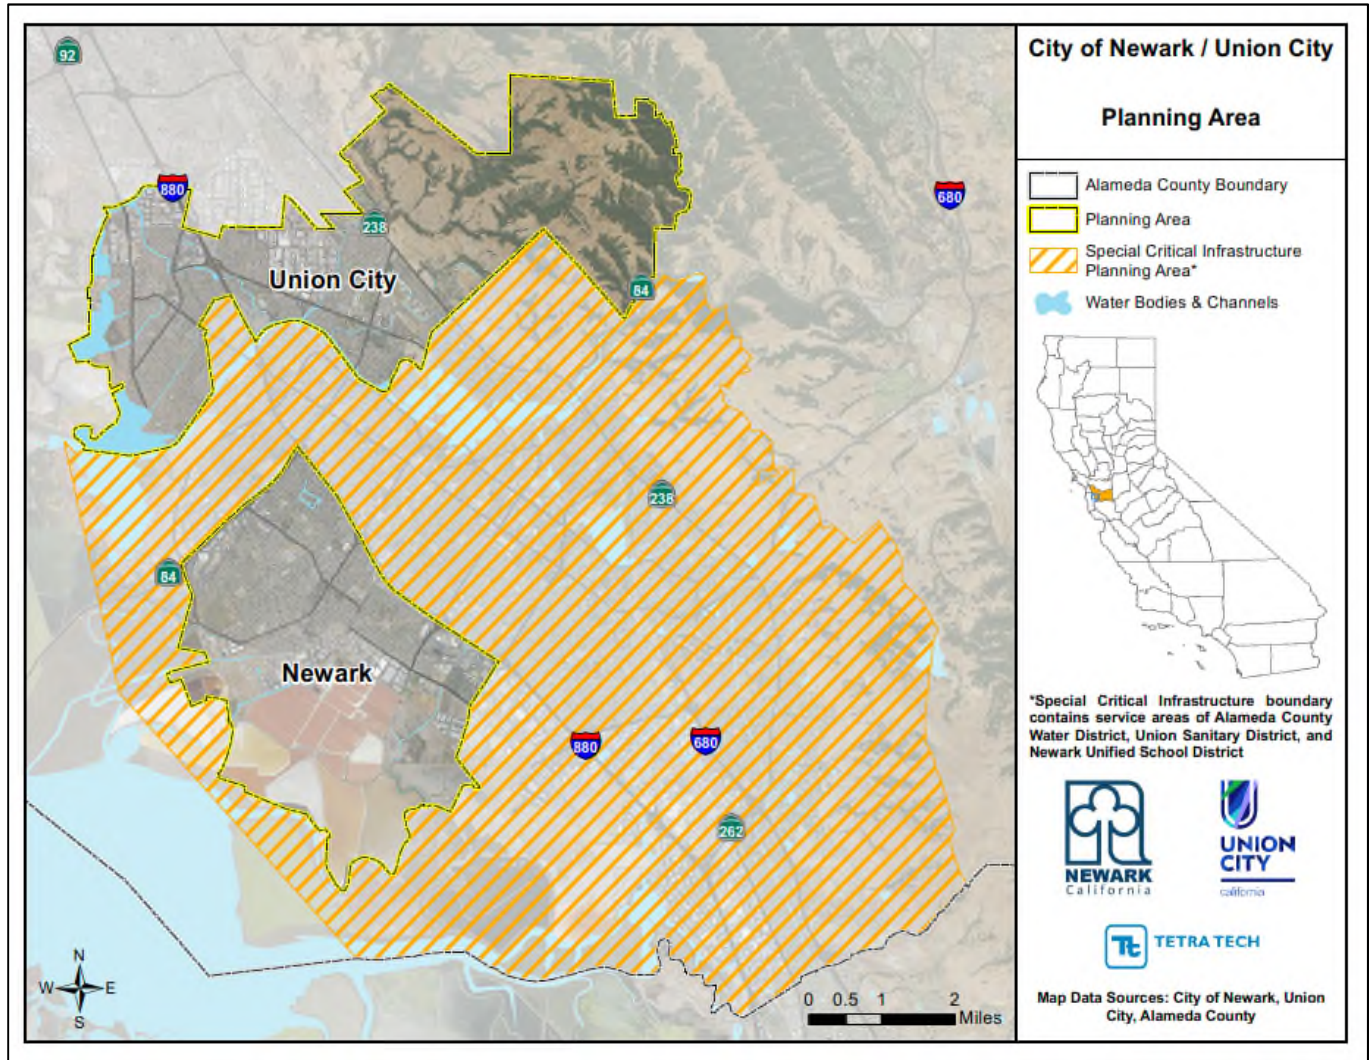 City of Newark / Union City
Planning Area
Alameda County Boundary
Planning Area
Special Critical Infrastructure
Planning Area*
Water Bodies & Channels
*Special Critical Infrastructure boundary
contains service areas of Alameda County
Water District, Union Sanitary District, and
Newark Unified School District
NEWARK
California
UNION
CITY
california
Tt
TETRA TECH
Map Data Sources: City of Newark, Union
City, Alameda County
92
880
238
680
Union City
84
238
84
Newark
880
680
262
N
W E
S
0 0.5 1 2
Miles